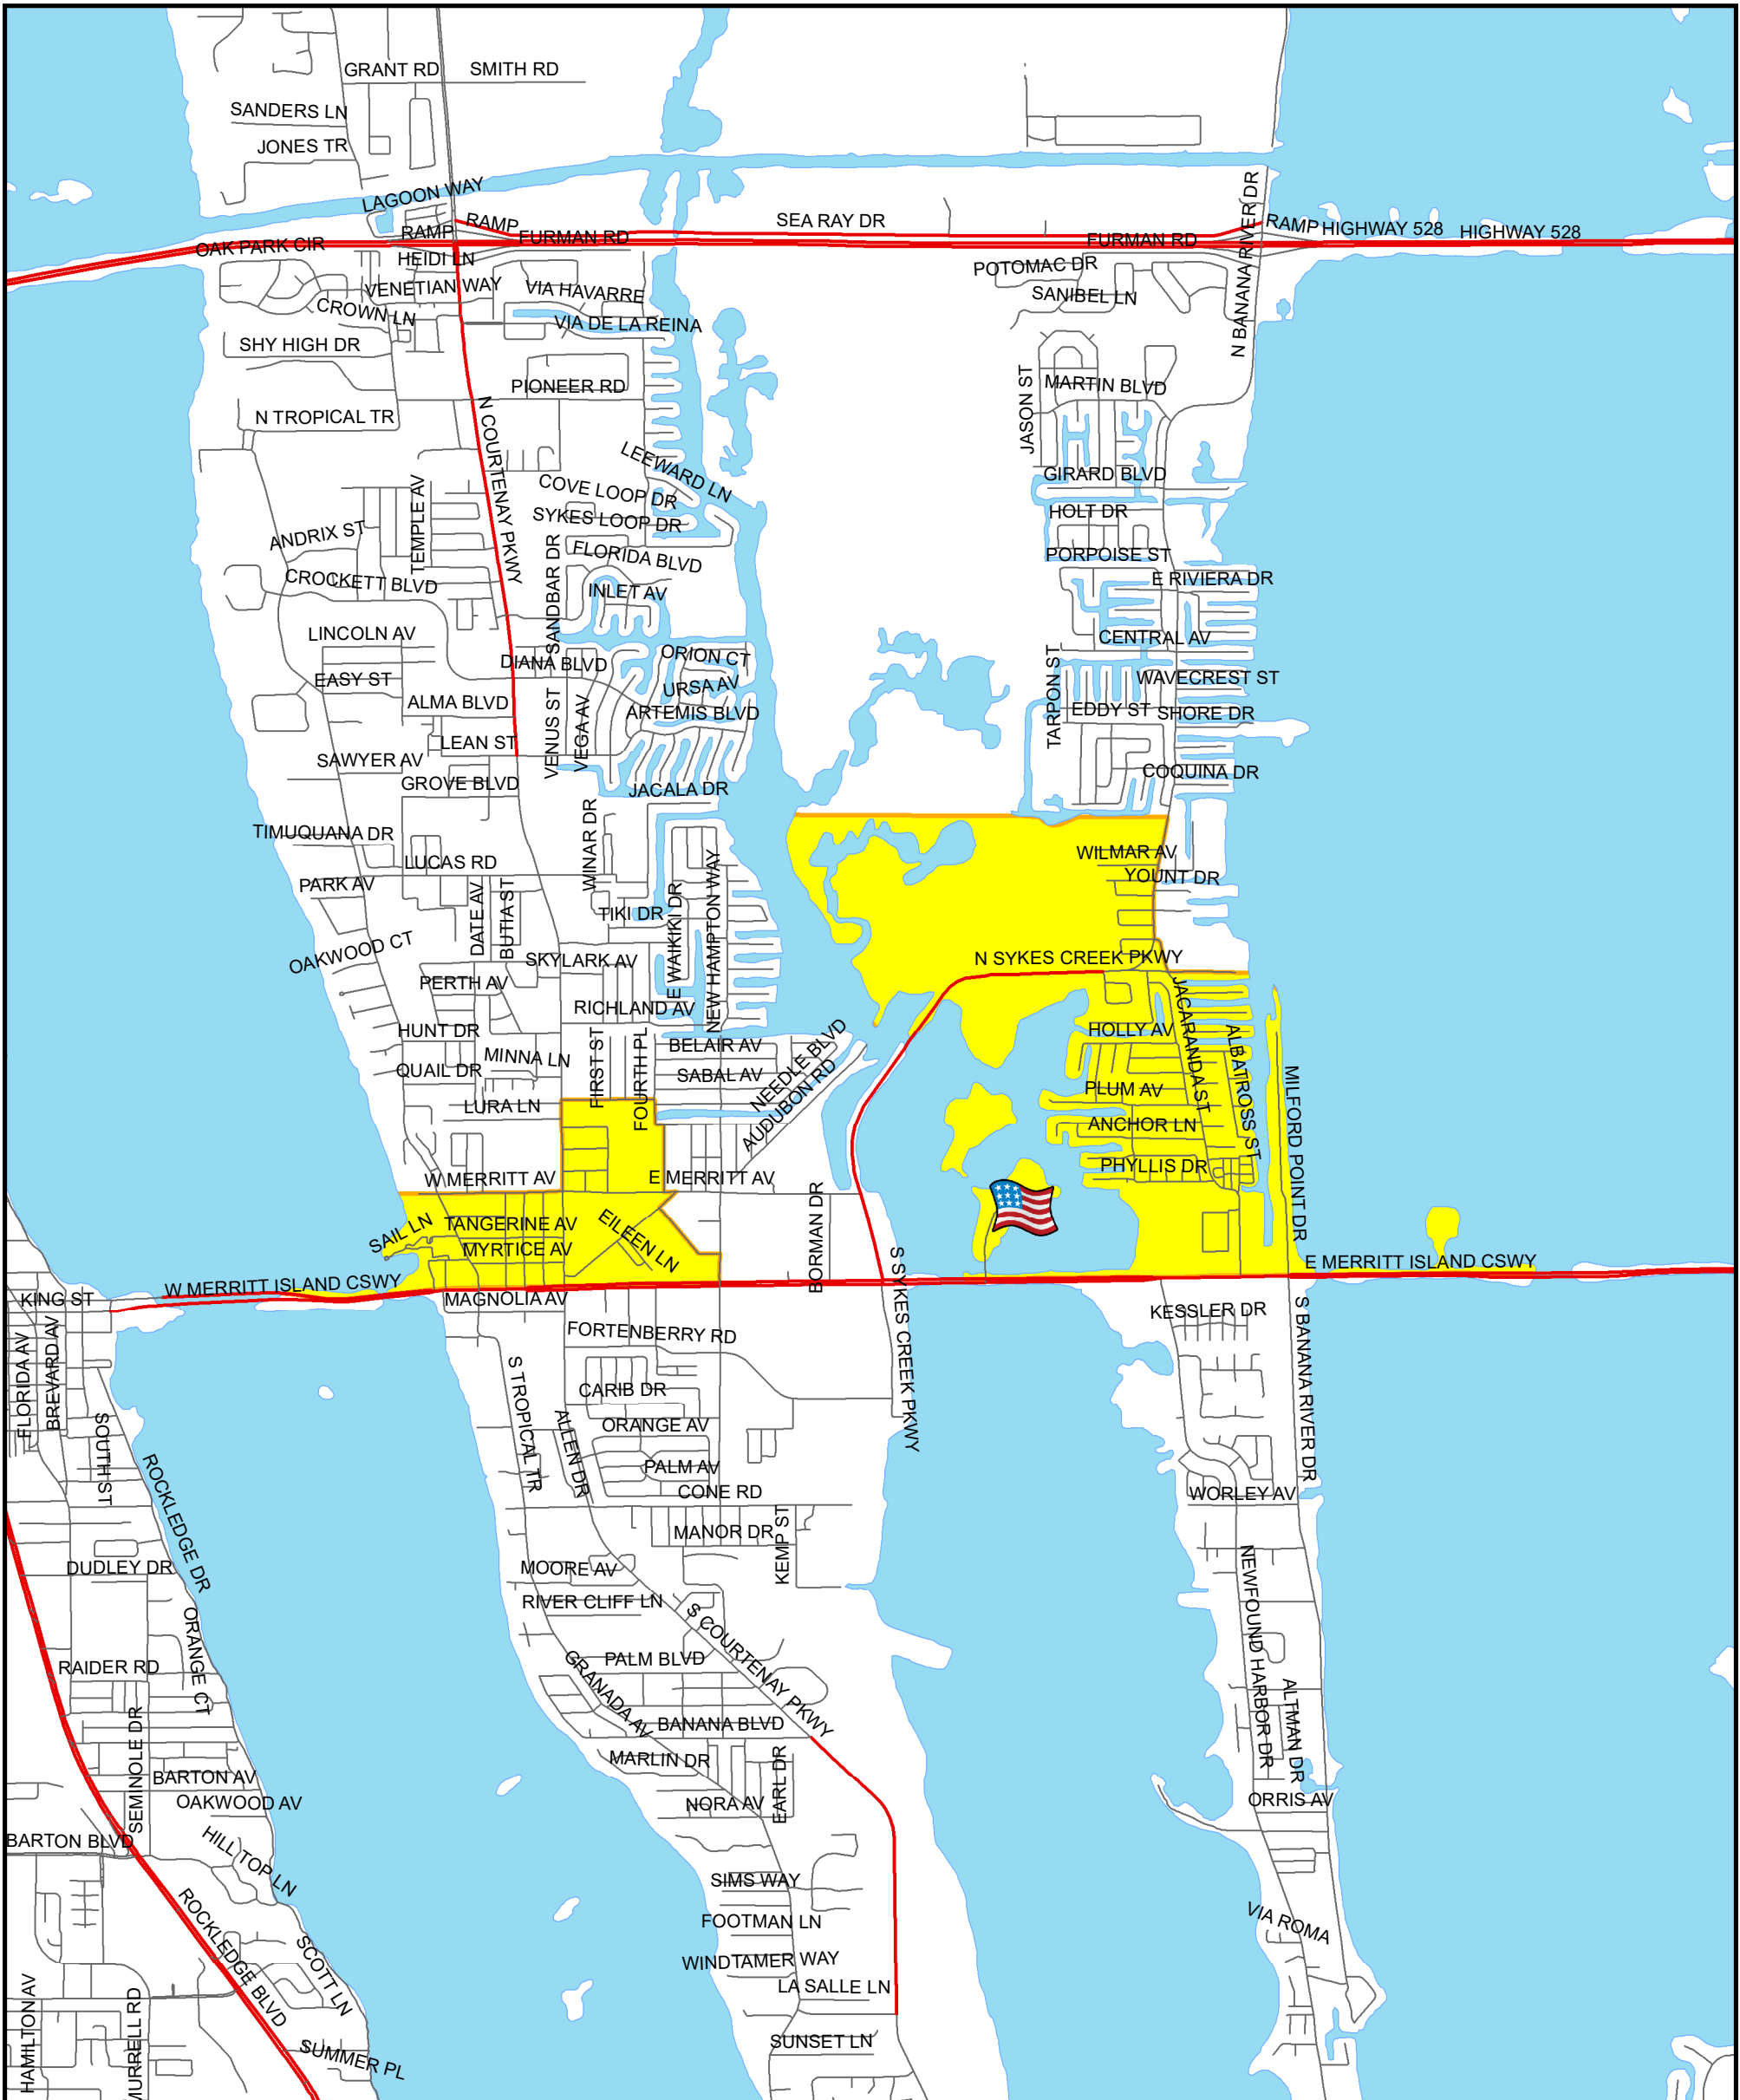 GRANT RD
SMITH RD
SANDERS LN
JONES TR
LAGOON WAY
RAMP
RAMP
FURMAN RD
SEA RAY DR
FURMAN RD
N BANANA RIVER DR
RAMP
HIGHWAY 528
HIGHWAY 528
OAK PARK CIR
HEIDI LN
POTOMAC DR
VENETIAN WAY
VIA HAVARRE
SANIBEL LN
CROWN LN
VIA DE LA REINA
SHY HIGH DR
PIONEER RD
JASON ST
MARTIN BLVD
N TROPICAL TR
N COURTENAY PKWY
LEEWARD LN
GIRARD BLVD
COVE LOOP DR
TEMPLE AV
SYKES LOOP DR
HOLT DR
ANDRIX ST
FLORIDA BLVD
PORPOISE ST
CROCKETT BLVD
SANDBAR DR
INLET AV
E RIVIERA DR
LINCOLN AV
CENTRAL AV
DIANA BLVD
ORION CT
TARPON ST
EASY ST
URSA AV
WAVECREST ST
ALMA BLVD
VENUS ST
VEGA AV
ARTEMIS BLVD
EDDY ST
SHORE DR
LEAN ST
SAWYER AV
GROVE BLVD
JACALA DR
COQUINA DR
TIMUQUANA DR
WINAR DR
LUCAS RD
WILMAR AV
PARK AV
YOUNT DR
DATE AV
BUTIA ST
TIKI DR
E WAIKIKI DR
NEW HAMPTON WAY
OAKWOOD CT
SKYLARK AV
N SYKES CREEK PKWY
PERTH AV
RICHLAND AV
JACARANDA ST
HUNT DR
HOLLY AV
ALBATROSS ST
MINNA LN
FIRST ST
FOURTH PL
BELAIR AV
NEEDLE BLVD
QUAIL DR
SABAL AV
AUDUBON RD
PLUM AV
MILFORD POINT DR
LURA LN
ANCHOR LN
PHYLLIS DR
W MERRITT AV
E MERRITT AV
BORMAN DR
SAIL LN
TANGERINE AV
EILEEN LN
MYRTICE AV
S SYKES CREEK PKWY
E MERRITT ISLAND CSWY
W MERRITT ISLAND CSWY
KING ST
MAGNOLIA AV
KESSLER DR
FLORIDA AV
BREVARD AV
FORTENBERRY RD
S BANANA RIVER DR
S TROPICAL TR
CARIB DR
SOUTH ST
ALLEN DR
ORANGE AV
ROCKLEDGE DR
PALM AV
CONE RD
WORLEY AV
MANOR DR
KEMP ST
DUDLEY DR
MOORE AV
NEWFOUND HARBOR DR
RIVER CLIFF LN
ORANGE CT
S COURTENAY PKWY
RAIDER RD
GRANADA AV
PALM BLVD
ALTMAN DR
SEMINOLE DR
BANANA BLVD
MARLIN DR
EARL DR
BARTON AV
OAKWOOD AV
NORA AV
ORRIS AV
BARTON BLVD
HILL TOP LN
SIMS WAY
ROCKLEDGE BLVD
FOOTMAN LN
VIA ROMA
SCOTT LN
WINDTAMER WAY
LA SALLE LN
HAMILTON AV
MURRELL RD
SUNSET LN
SUMMER PL